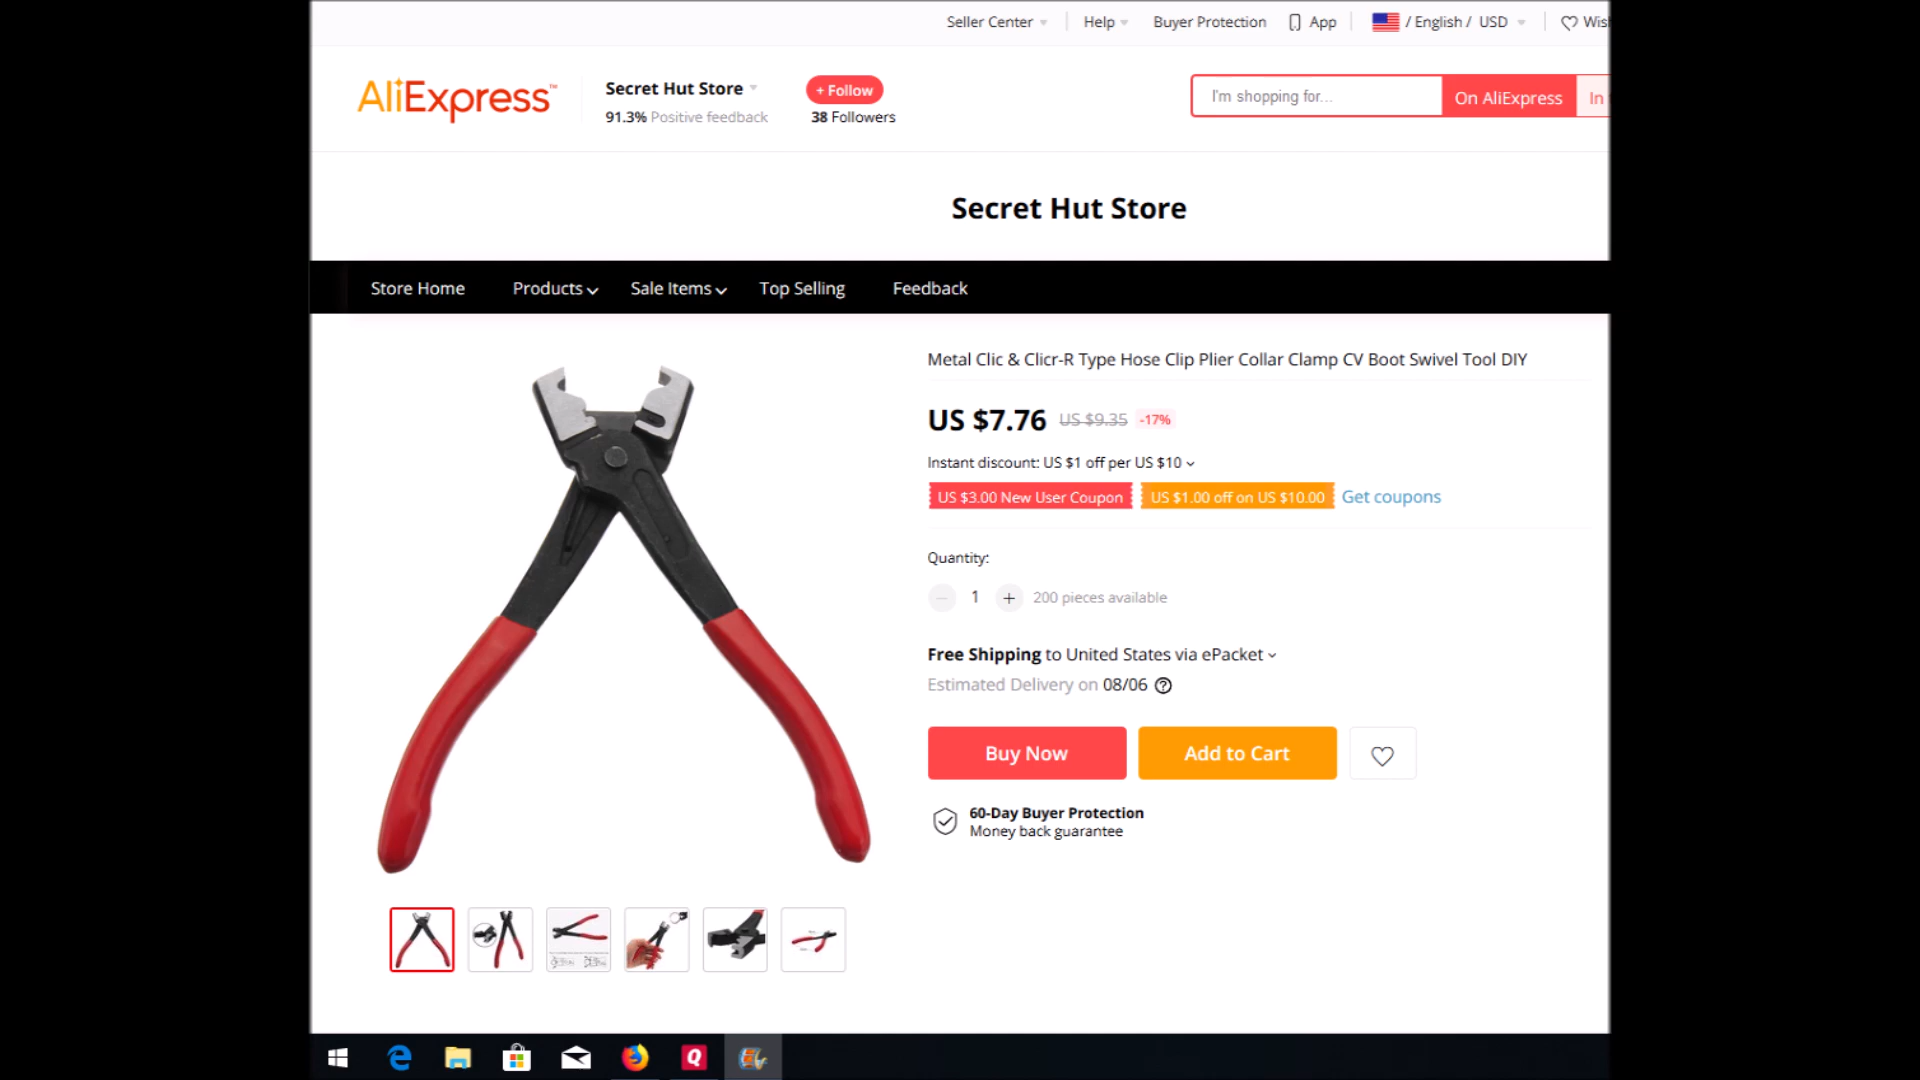 Seller Center
Help
Buyer Protection
App
/ English / USD
AliExpress™
Secret Hut Store
+ Follow
91.3% Positive feedback
38 Followers
I'm shopping for...
On AliExpress
In
Secret Hut Store
Store Home
Products
Sale Items
Top Selling
Feedback
Metal Clic & Clicr-R Type Hose Clip Plier Collar Clamp CV Boot Swivel Tool DIY
US $7.76 US $9.35 -17%
Instant discount: US $1 off per US $10
US $3.00 New User Coupon
US $1.00 off on US $10.00
Get coupons
Quantity:
1
+
200 pieces available
Free Shipping to United States via ePacket
Estimated Delivery on 08/06
Buy Now
Add to Cart
60-Day Buyer Protection
Money back guarantee